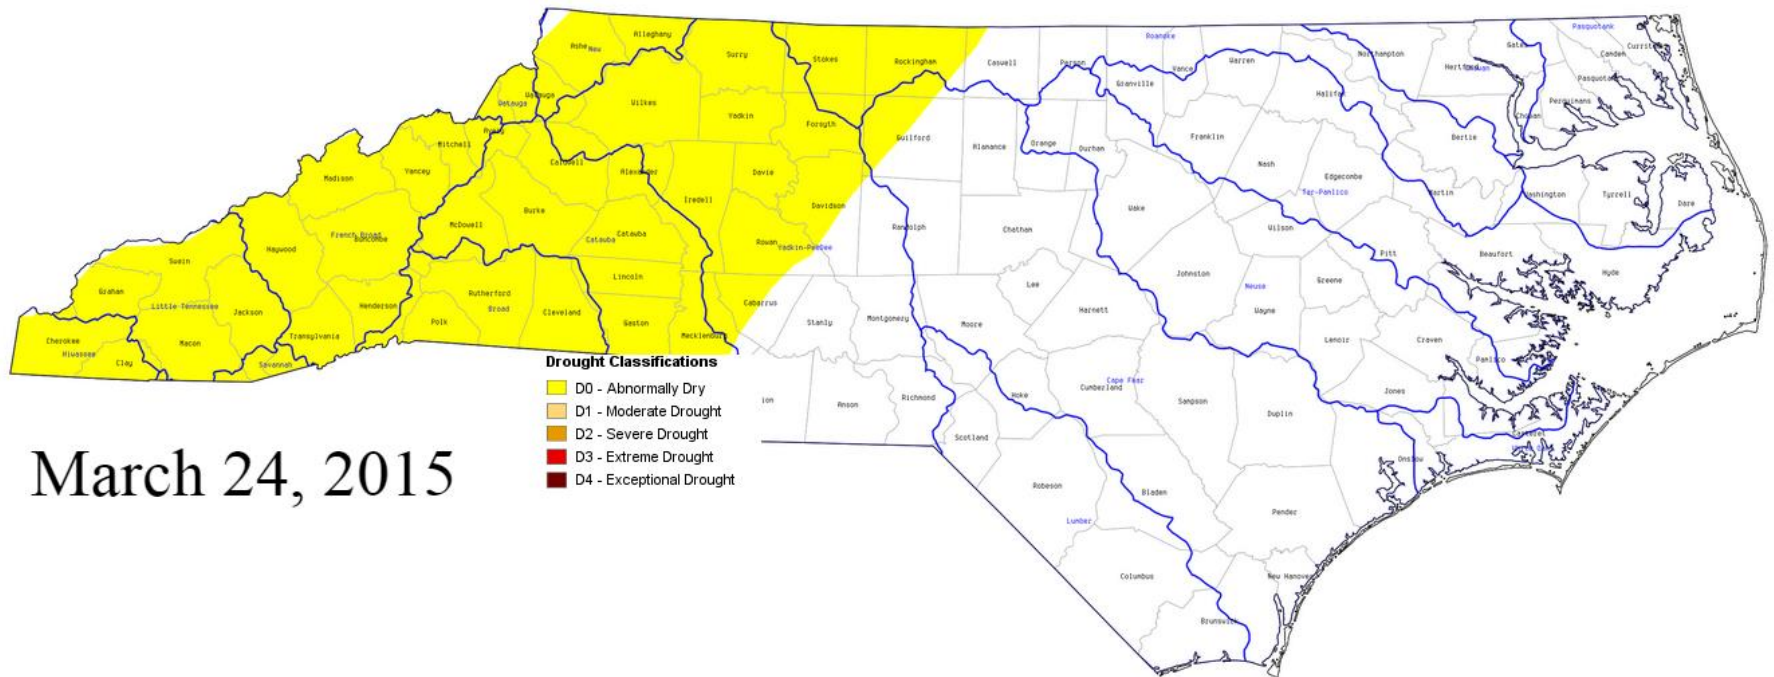 Ashe
New
Alleghany
Surry
Stokes
Rockingham
Caswell
Person
Roanoke
Vance
Granville
Warren
Northampton
Gates
Hertford
Chowan
Pasquotank
Camden
Currituck
Pasquotank
Perquimans
Chowan
Watauga
Watauga
Wilkes
Yadkin
Forsyth
Guilford
Alamance
Orange
Durham
Franklin
Nash
Halifax
Edgecombe
Tar-Pamlico
Bertie
Martin
Washington
Tyrrell
Dare
Avery
Mitchell
Yancey
Madison
Caldwell
Alexander
Iredell
Davie
Davidson
Rowan
Yadkin-PeeDee
Randolph
Chatham
Wake
Wilson
Pitt
Beaufort
Hyde
Burke
McDowell
Catauba
Catauba
French Broad
Buncombe
Haywood
Swain
Graham
Little Tennessee
Jackson
Macon
Cherokee
Hiwassee
Clay
Savannah
Transylvania
Henderson
Polk
Rutherford
Broad
Cleveland
Lincoln
Gaston
Mecklenburg
Cabarrus
Stanly
Montgomery
Moore
Lee
Harnett
Johnston
Neuse
Wayne
Greene
Lenoir
Craven
Pamlico
Jones
Carteret
Onslow
Duplin
Sampson
Cumberland
Cape Fear
Hoke
Richmond
Anson
ion
Scotland
Robeson
Lumber
Bladen
Pender
Columbus
New Hanover
Brunswick
Drought Classifications
D0 - Abnormally Dry
D1 - Moderate Drought
D2 - Severe Drought
D3 - Extreme Drought
D4 - Exceptional Drought
March 24, 2015